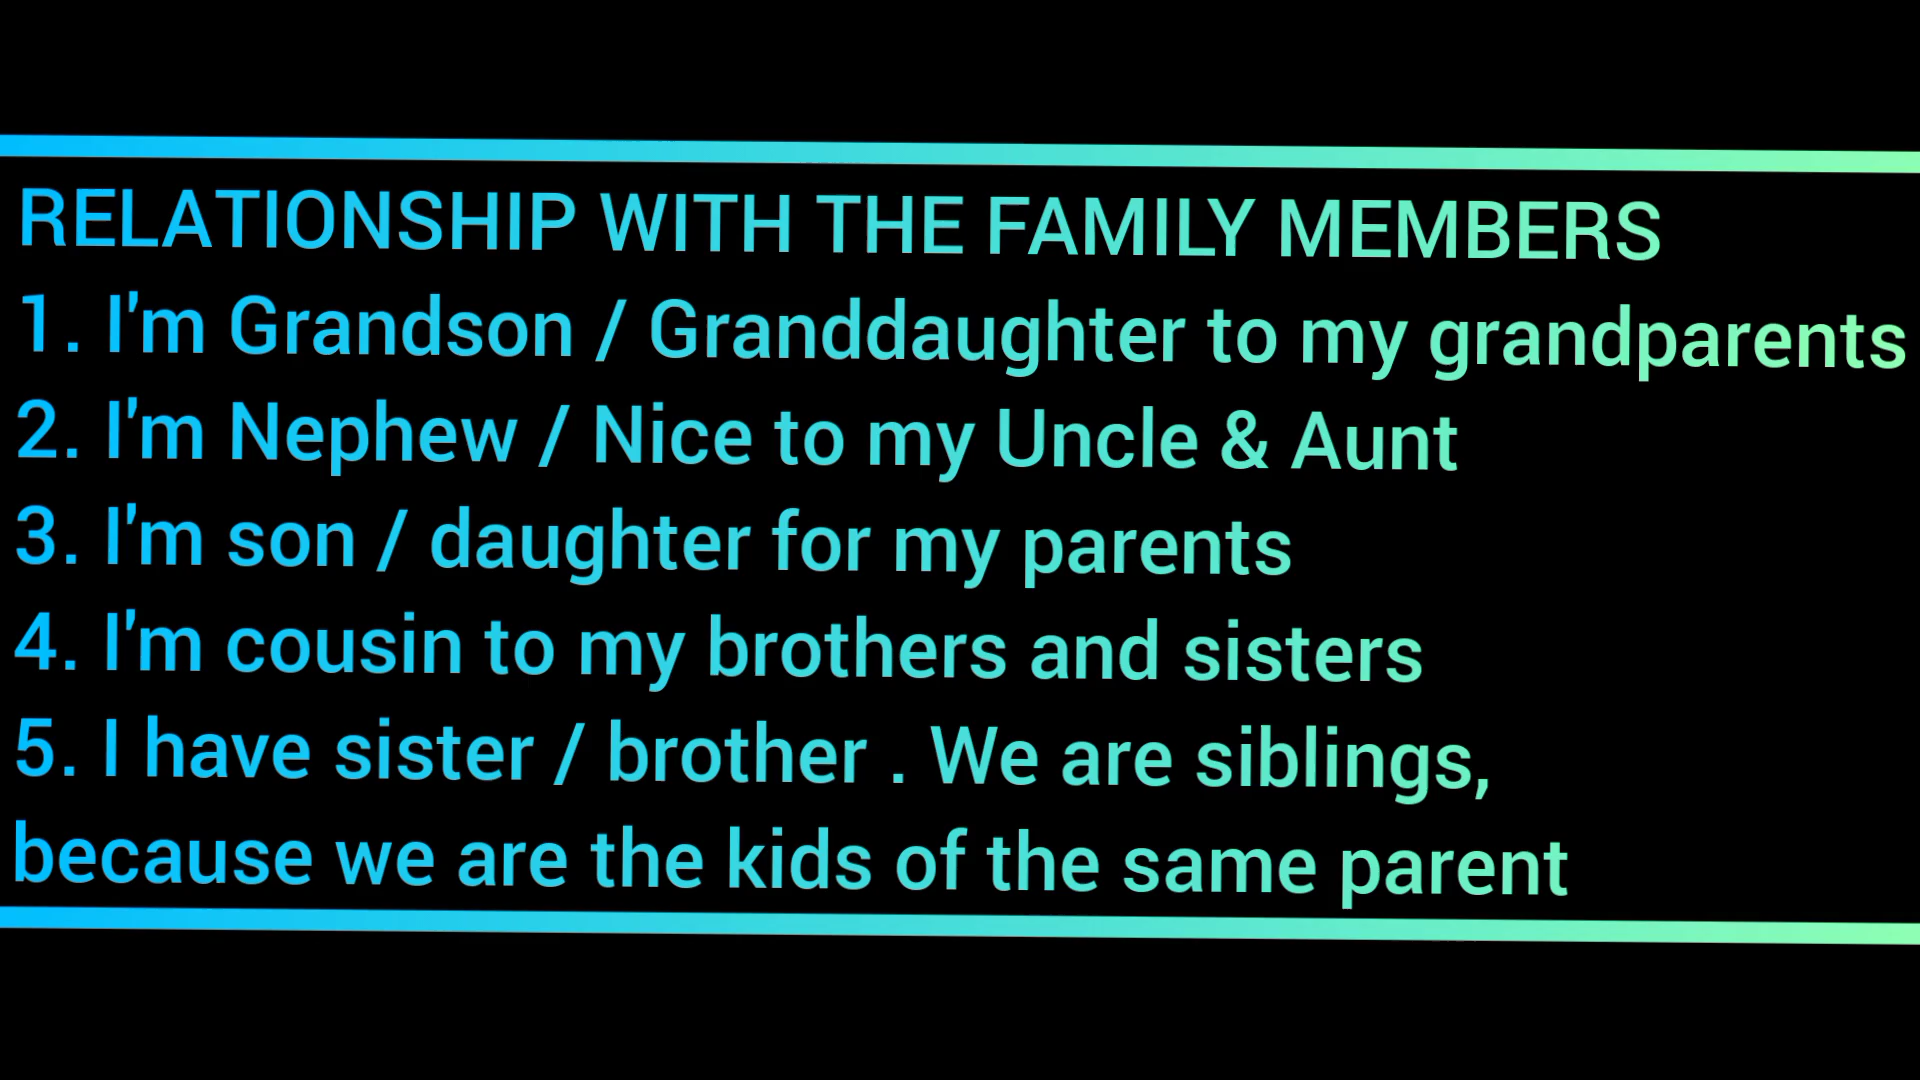 RELATIONSHIP WITH THE FAMILY MEMBERS
1. I'm Grandson / Granddaughter to my grandparents
2. I'm Nephew / Nice to my Uncle & Aunt
3. I'm son / daughter for my parents
4. I'm cousin to my brothers and sisters
5. I have sister / brother . We are siblings,
because we are the kids of the same parent